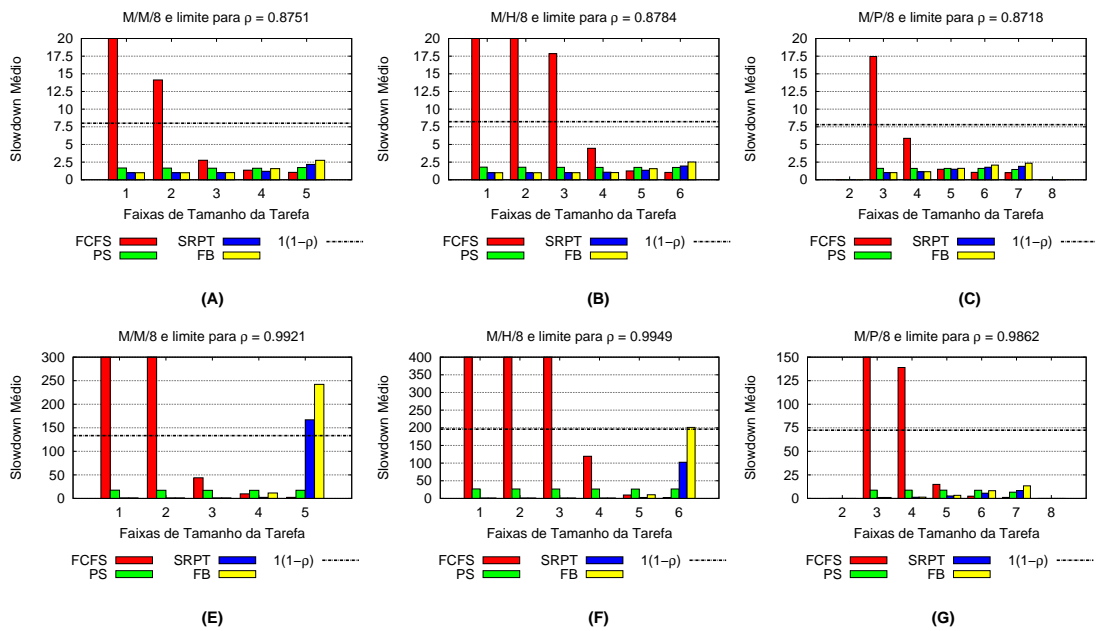 M/M/8 e limite para ρ = 0.8751
Slowdown Médio
20
17.5
15
12.5
10
7.5
5
2.5
0
1 2 3 4 5
Faixas de Tamanho da Tarefa
FCFS SRPT 1(1−ρ)
PS FB
(A)
M/H/8 e limite para ρ = 0.8784
Slowdown Médio
20
17.5
15
12.5
10
7.5
5
2.5
0
1 2 3 4 5 6
Faixas de Tamanho da Tarefa
FCFS SRPT 1(1−ρ)
PS FB
(B)
M/P/8 e limite para ρ = 0.8718
Slowdown Médio
20
17.5
15
12.5
10
7.5
5
2.5
0
2 3 4 5 6 7 8
Faixas de Tamanho da Tarefa
FCFS SRPT 1(1−ρ)
PS FB
(C)
M/M/8 e limite para ρ = 0.9921
Slowdown Médio
300
250
200
150
100
50
0
1 2 3 4 5
Faixas de Tamanho da Tarefa
FCFS SRPT 1(1−ρ)
PS FB
(E)
M/H/8 e limite para ρ = 0.9949
Slowdown Médio
400
350
300
250
200
150
100
50
0
1 2 3 4 5 6
Faixas de Tamanho da Tarefa
FCFS SRPT 1(1−ρ)
PS FB
(F)
M/P/8 e limite para ρ = 0.9862
Slowdown Médio
150
125
100
75
50
25
0
2 3 4 5 6 7 8
Faixas de Tamanho da Tarefa
FCFS SRPT 1(1−ρ)
PS FB
(G)